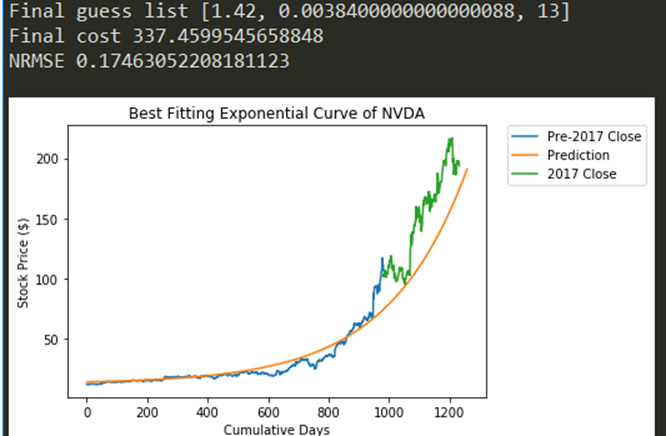 Final guess list [1.42, 0.0038400000000000088, 13]
Final cost 337.4599545658848
NRMSE 0.17463052208181123
Best Fitting Exponential Curve of NVDA
Pre-2017 Close
Prediction
2017 Close
Stock Price ($)
200
150
100
50
0 200 400 600 800 1000 1200
Cumulative Days